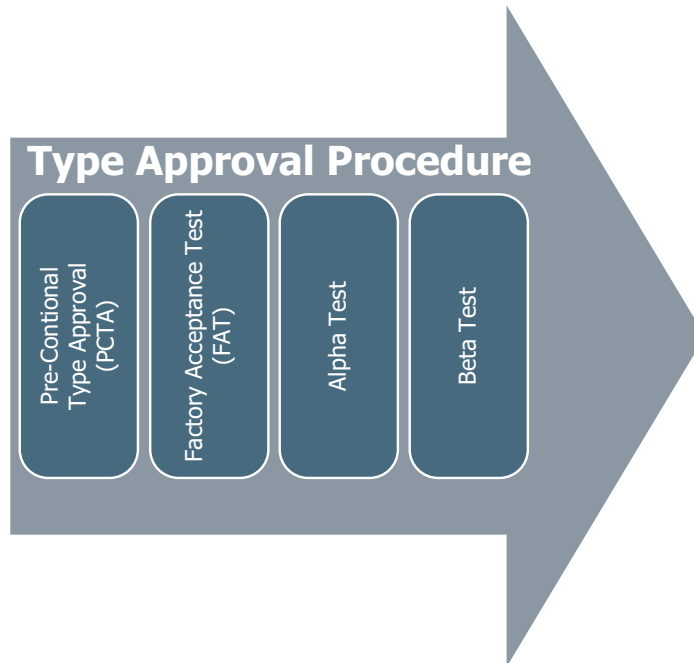 Type Approval Procedure
Pre-Contional
Type Approval
(PCTA)
Factory Acceptance Test
(FAT)
Alpha Test
Beta Test